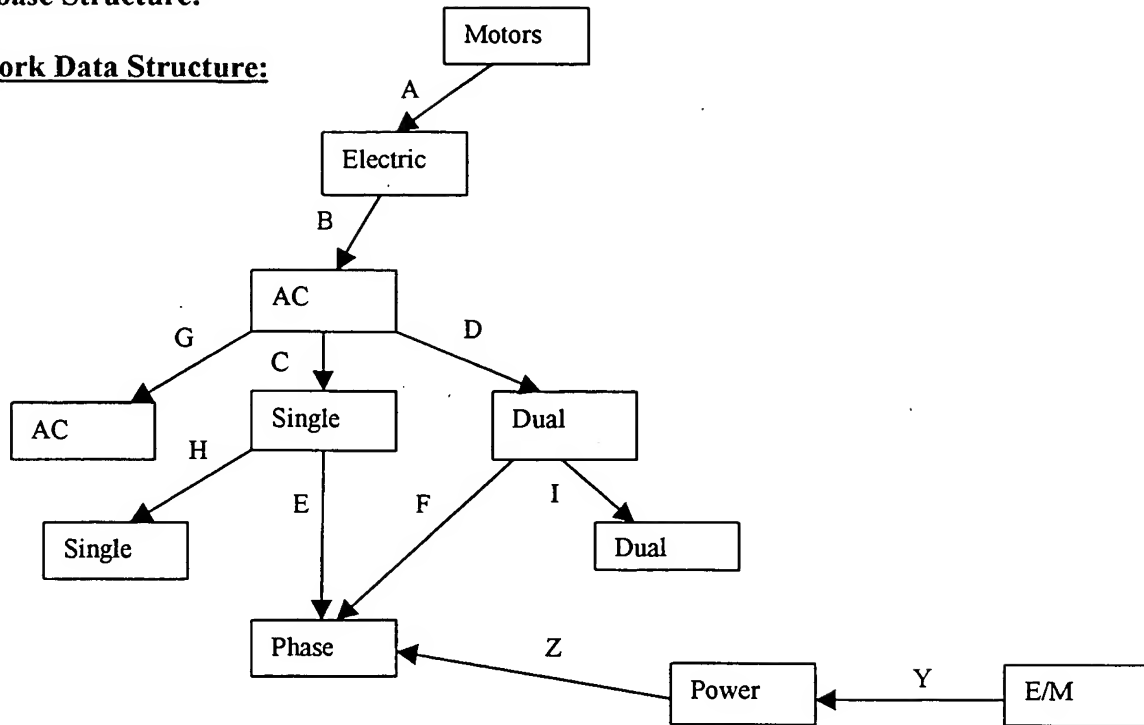 base Structure:
Motors
ork Data Structure:
A
Electric
B
AC
G
C
D
AC
Single
Dual
H
E
F
I
Single
Dual
Phase
Z
Power
Y
E/M